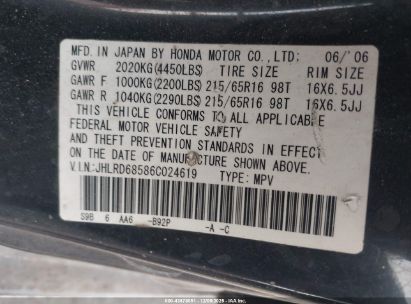 MFD. IN JAPAN BY HONDA MOTOR CO., LTD: 06/'06
GVWR 2020KG(4450LBS) TIRE SIZE RIM SIZE
GAWR F 1000KG(2200LBS) 215/65R16 98T 16X6.5JJ
GAWR R 1040KG(2290LBS) 215/65R16 98T 16X6.5JJ
THIS VEHICLE CONFORMS TO ALL APPLICABLE
FEDERAL MOTOR VEHICLE SAFETY
AND THEFT PREVENTION STANDARDS IN EFFECT
ON THE DATE OF MANUFACTURE SHOWN ABOVE.
V.I.N:JHLRD68586C024619 TYPE: MPV
S9B 6 AA6 -B92P -A -C